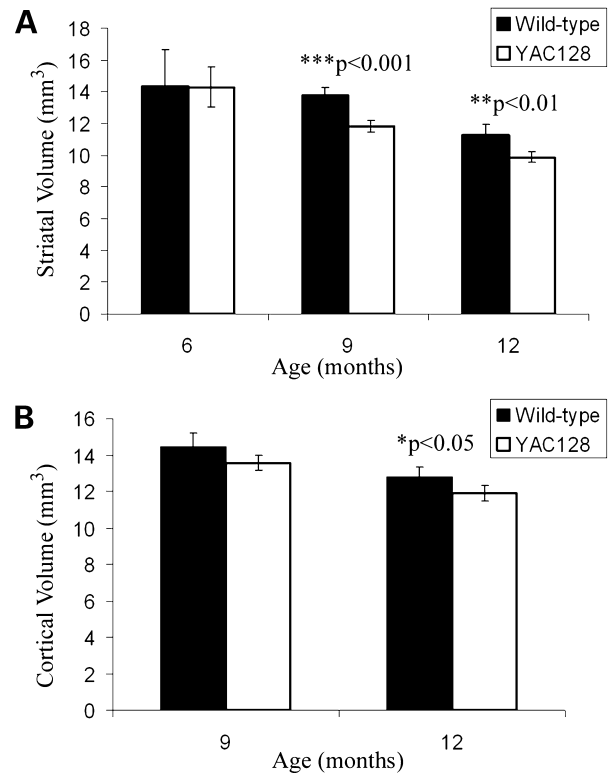 A
Wild-type
YAC128
***p<0.001
**p<0.01
Striatal Volume (mm³)
18
16
14
12
10
8
6
4
2
0
6 9 12
Age (months)
B
Wild-type
YAC128
*p<0.05
Cortical Volume (mm³)
16
14
12
10
8
6
4
2
0
9 12
Age (months)